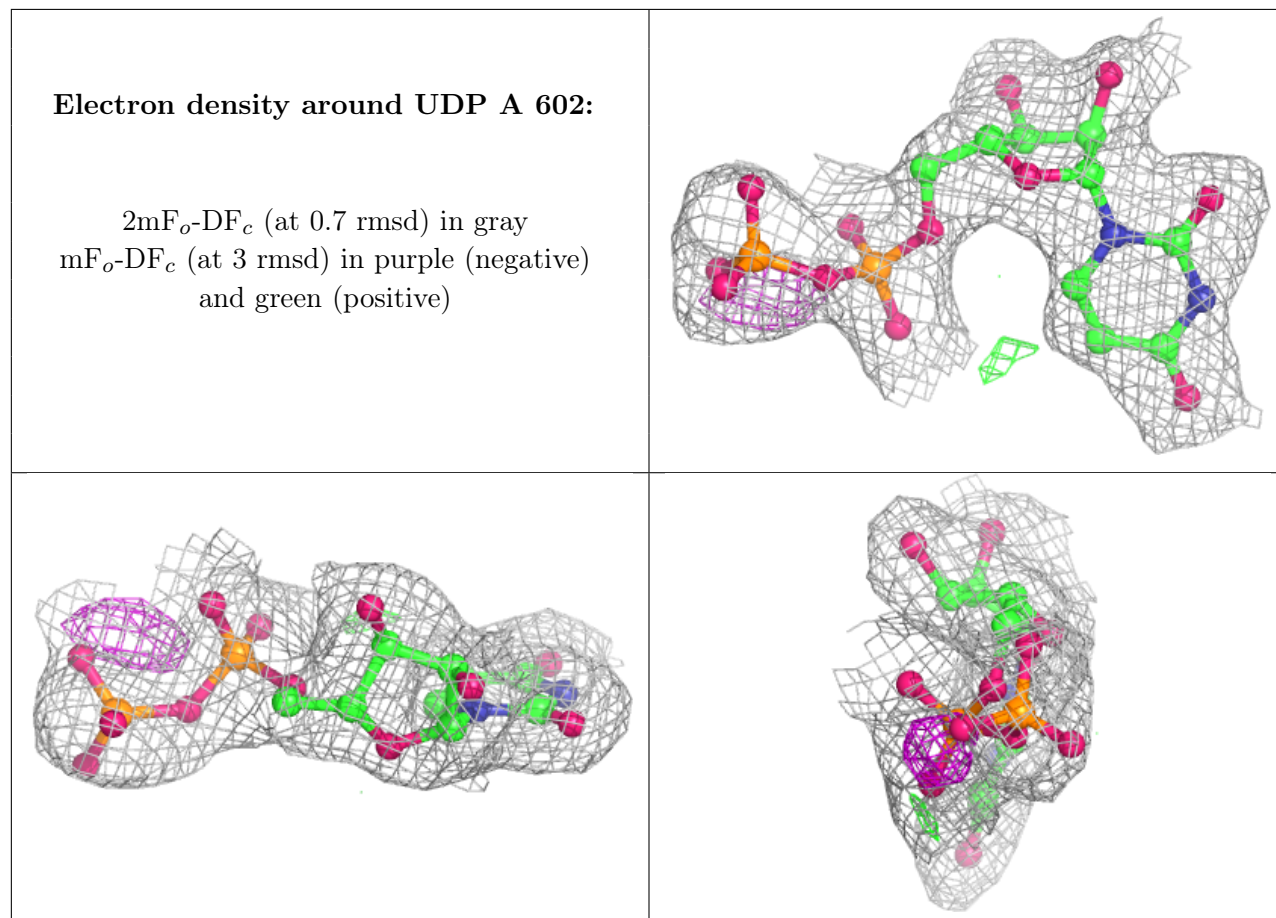 Electron density around UDP A 602:
2mFo-DFc (at 0.7 rmsd) in gray
mFo-DFc (at 3 rmsd) in purple (negative)
and green (positive)